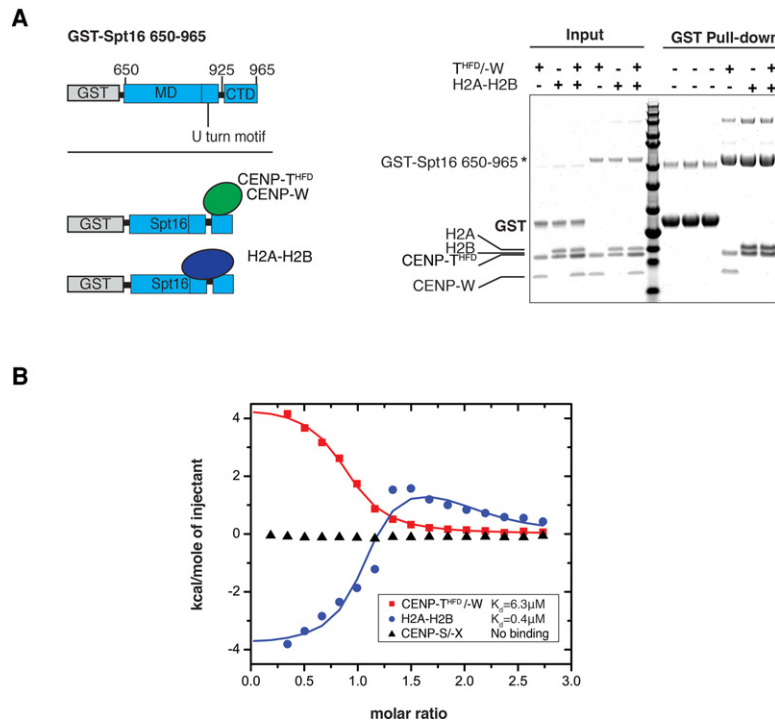 A
GST-Spt16 650-965
650 925 965
GST MD CTD
U turn motif
CENP-Tᴴᶠᴰ
CENP-W
GST Spt16
H2A-H2B
GST Spt16
Input GST Pull-down
Tᴴᶠᴰ/-W + - + + - + - - - + - +
H2A-H2B - + + - + + - - - - + +
GST-Spt16 650-965 *
GST
H2A
H2B
CENP-Tᴴᶠᴰ
CENP-W
B
kcal/mole of injectant
4
2
0
-2
-4
CENP-Tᴴᶠᴰ/-W K_d=6.3µM
H2A-H2B K_d=0.4µM
CENP-S/-X No binding
0.0 0.5 1.0 1.5 2.0 2.5 3.0
molar ratio